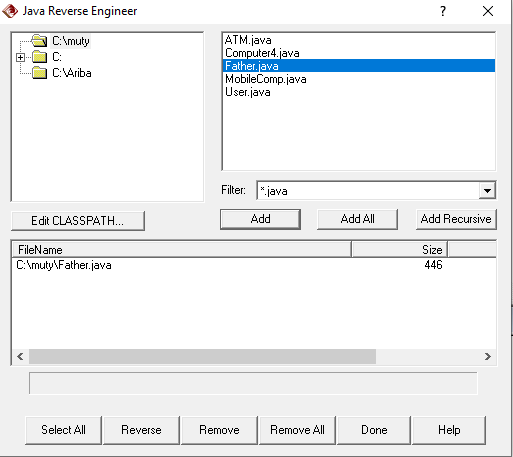 Java Reverse Engineer
?
C:\muty
C:
C:\Ariba
ATM.java
Computer4.java
Father.java
MobileComp.java
User.java
Filter:
*.java
Edit CLASSPATH...
Add
Add All
Add Recursive
FileName Size
C:\muty\Father.java 446
Select All
Reverse
Remove
Remove All
Done
Help